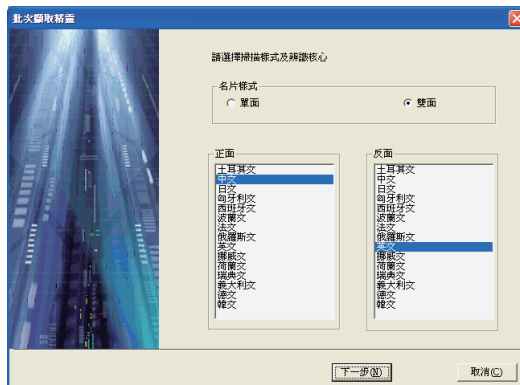 批次擷取精靈
請選擇掃描樣式及辨識核心
名片樣式
單面
雙面
正面
土耳其文
中文
日文
匈牙利文
西班牙文
波蘭文
法文
俄羅斯文
英文
挪威文
荷蘭文
瑞典文
義大利文
德文
韓文
反面
土耳其文
中文
日文
匈牙利文
西班牙文
波蘭文
法文
俄羅斯文
英文
挪威文
荷蘭文
瑞典文
義大利文
德文
韓文
下一步(N)
取消(C)